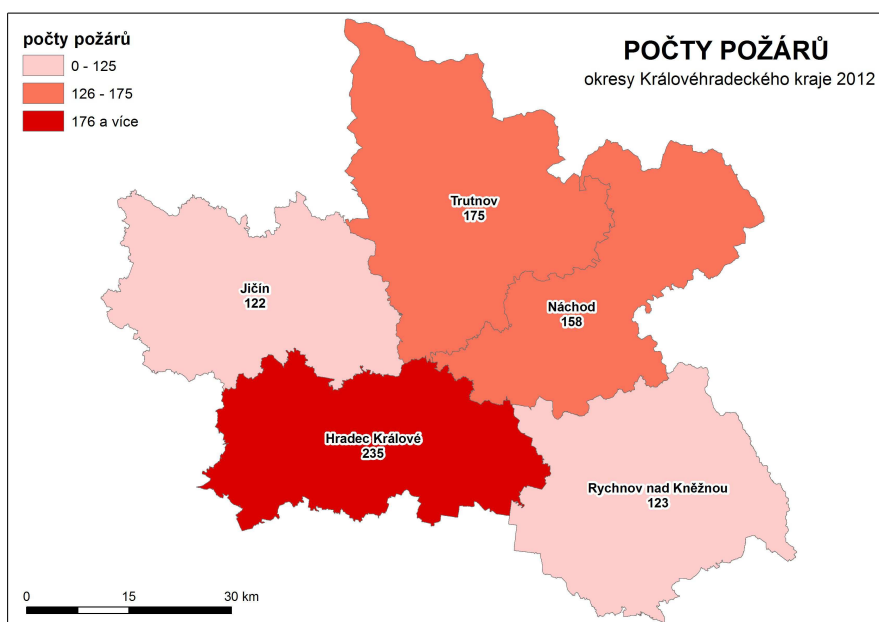 POČTY POŽÁRŮ
okresy Královéhradeckého kraje 2012
počty požárů
0 - 125
126 - 175
176 a více
Trutnov
175
Jičín
122
Náchod
158
Hradec Králové
235
Rychnov nad Kněžnou
123
0 15 30 km